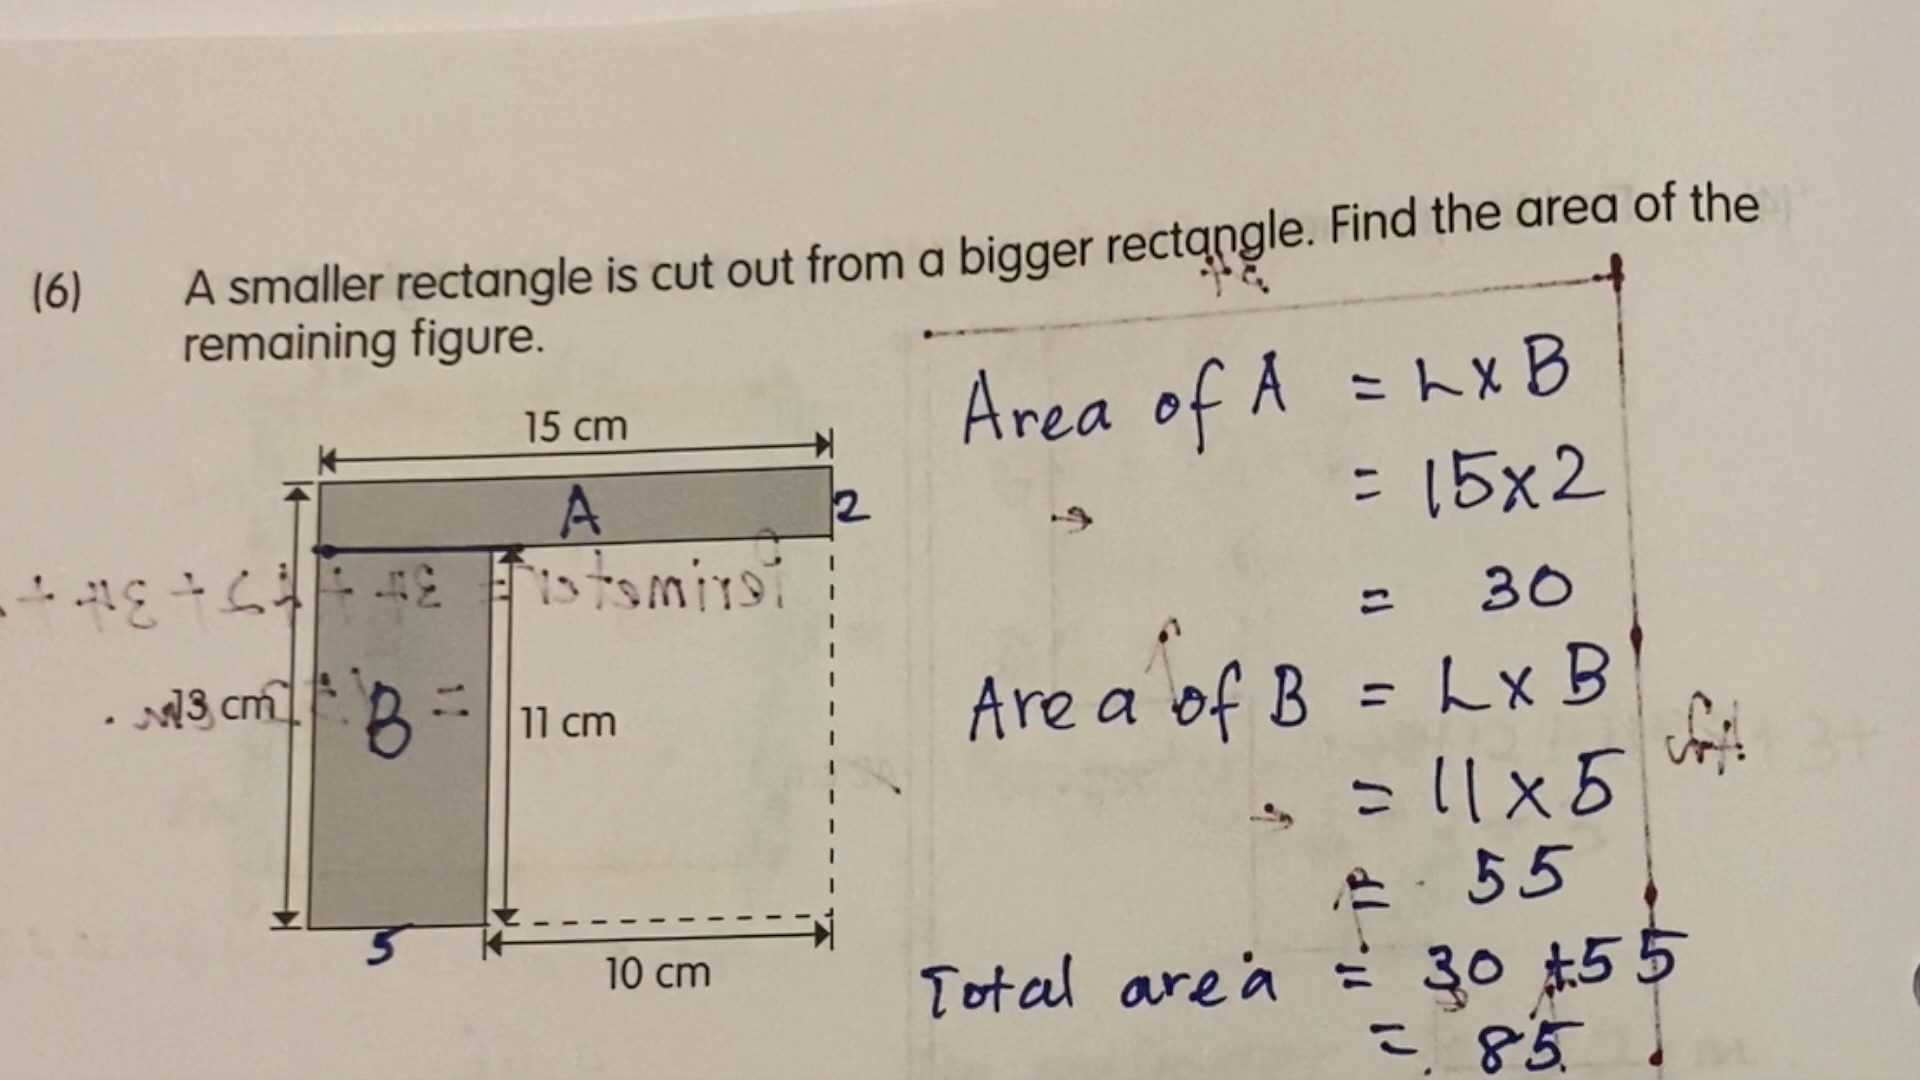 (6) A smaller rectangle is cut out from a bigger rectangle. Find the area of the
remaining figure.
15 cm
A
2
13 cm
B
11 cm
5
10 cm
Area of A = L x B
= 15 x 2
= 30
Area of B = L x B
= 11 x 5
= 55
Total area = 30 + 55
= 85